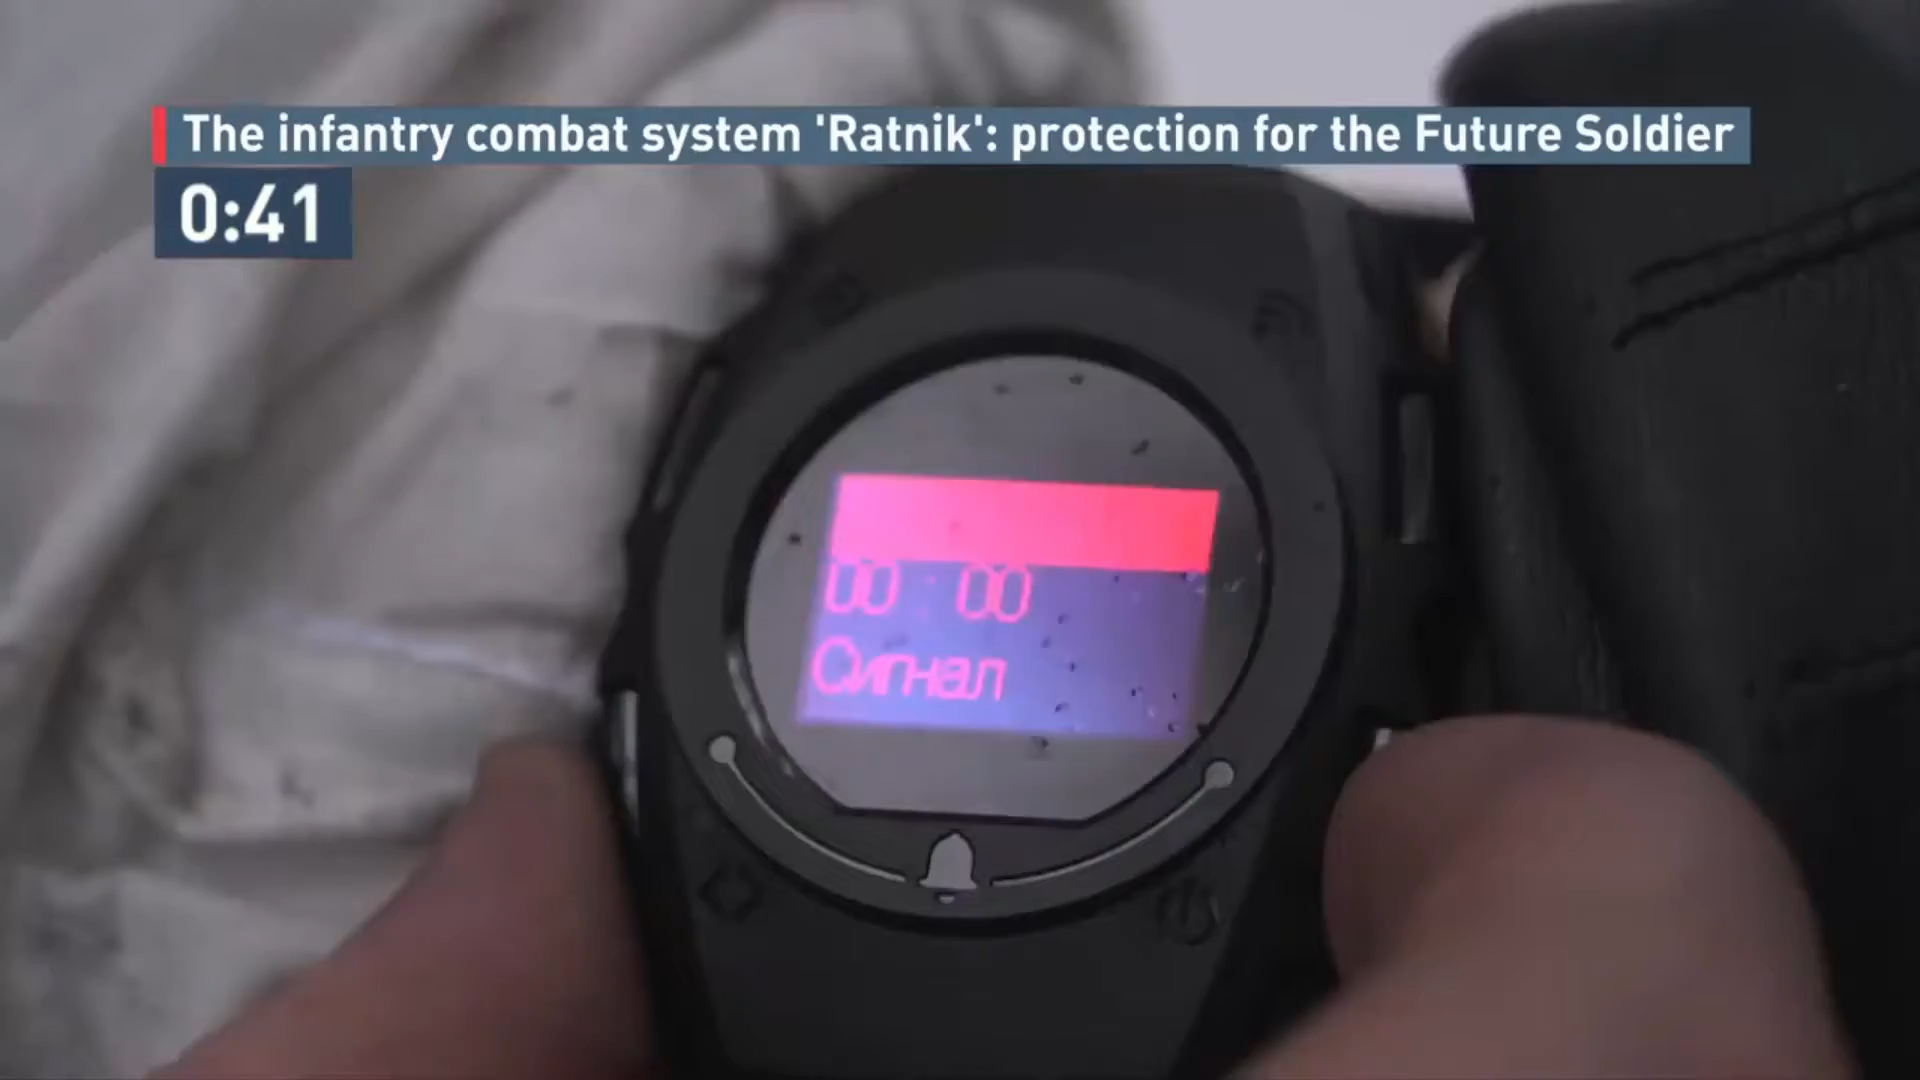 The infantry combat system 'Ratnik': protection for the Future Soldier
0:41
00 00
Сигнал